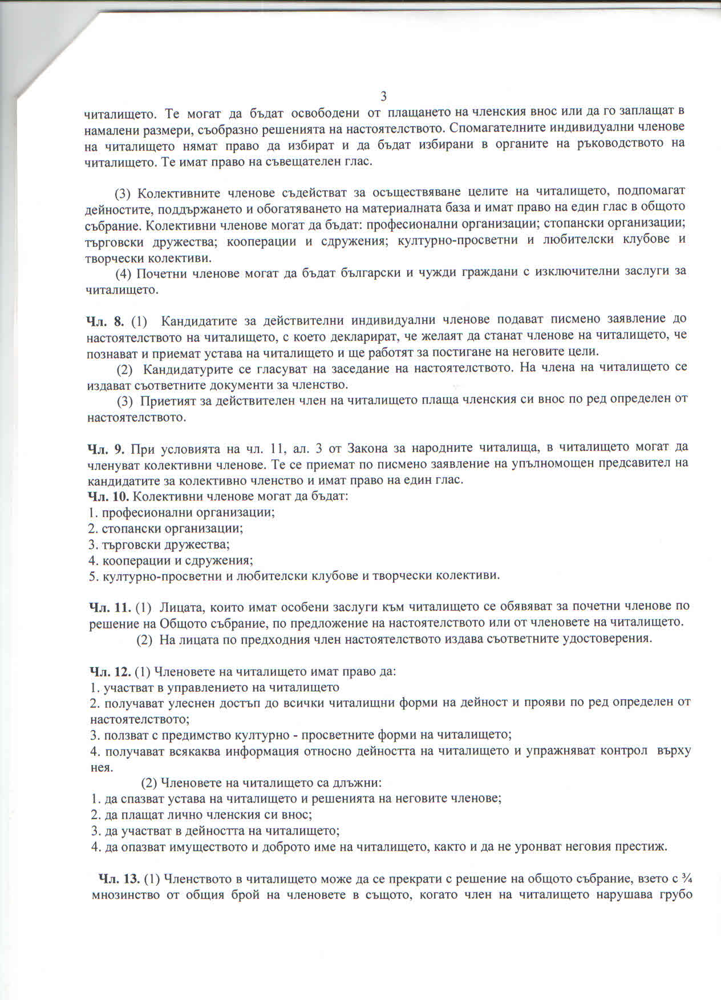 3
читалището. Те могат да бъдат освободени от плащането на членския внос или да го заплащат в
намалени размери, съобразно решенията на настоятелството. Спомагателните индивидуални членове
на читалището нямат право да избират и да бъдат избирани в органите на ръководството на
читалището. Те имат право на съвещателен глас.
(3) Колективните членове съдействат за осъществяване целите на читалището, подпомагат
дейностите, поддържането и обогатяването на материалната база и имат право на един глас в общото
събрание. Колективни членове могат да бъдат: професионални организации; стопански организации;
търговски дружества; кооперации и сдружения; културно-просветни и любителски клубове и
творчески колективи.
(4) Почетни членове могат да бъдат български и чужди граждани с изключителни заслуги за
читалището.
Чл. 8. (1) Кандидатите за действителни индивидуални членове подават писмено заявление до
настоятелството на читалището, с което декларират, че желаят да станат членове на читалището, че
познават и приемат устава на читалището и ще работят за постигане на неговите цели.
(2) Кандидатурите се гласуват на заседание на настоятелството. На члена на читалището се
издават съответните документи за членство.
(3) Приетият за действителен член на читалището плаща членския си внос по ред определен от
настоятелството.
Чл. 9. При условията на чл. 11, ал. 3 от Закона за народните читалища, в читалището могат да
членуват колективни членове. Те се приемат по писмено заявление на упълномощен предсавител на
кандидатите за колективно членство и имат право на един глас.
Чл. 10. Колективни членове могат да бъдат:
1. професионални организации;
2. стопански организации;
3. търговски дружества;
4. кооперации и сдружения;
5. културно-просветни и любителски клубове и творчески колективи.
Чл. 11. (1) Лицата, които имат особени заслуги към читалището се обявяват за почетни членове по
решение на Общото събрание, по предложение на настоятелството или от членовете на читалището.
(2) На лицата по предходния член настоятелството издава съответните удостоверения.
Чл. 12. (1) Членовете на читалището имат право да:
1. участват в управлението на читалището
2. получават улеснен достъп до всички читалищни форми на дейност и прояви по ред определен от
настоятелството;
3. ползват с предимство културно - просветните форми на читалището;
4. получават всякаква информация относно дейността на читалището и упражняват контрол върху
нея.
(2) Членовете на читалището са длъжни:
1. да спазват устава на читалището и решенията на неговите членове;
2. да плащат лично членския си внос;
3. да участват в дейността на читалището;
4. да опазват имуществото и доброто име на читалището, както и да не уронват неговия престиж.
Чл. 13. (1) Членството в читалището може да се прекрати с решение на общото събрание, взето с ¾
мнозинство от общия брой на членовете в същото, когато член на читалището нарушава грубо